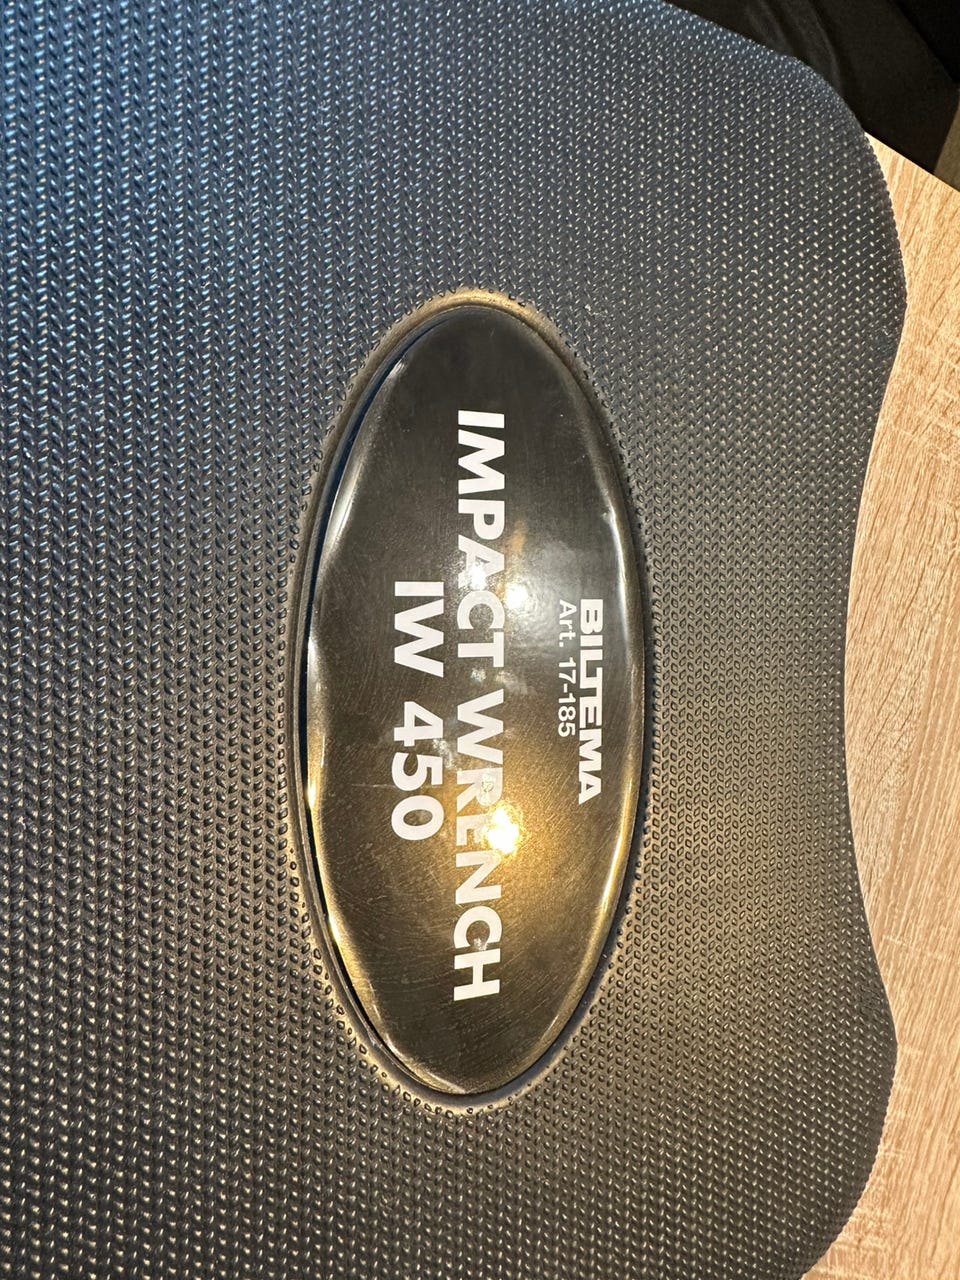 BILTEMA
Art. 17-185
IMPACT WRENCH
IW 450